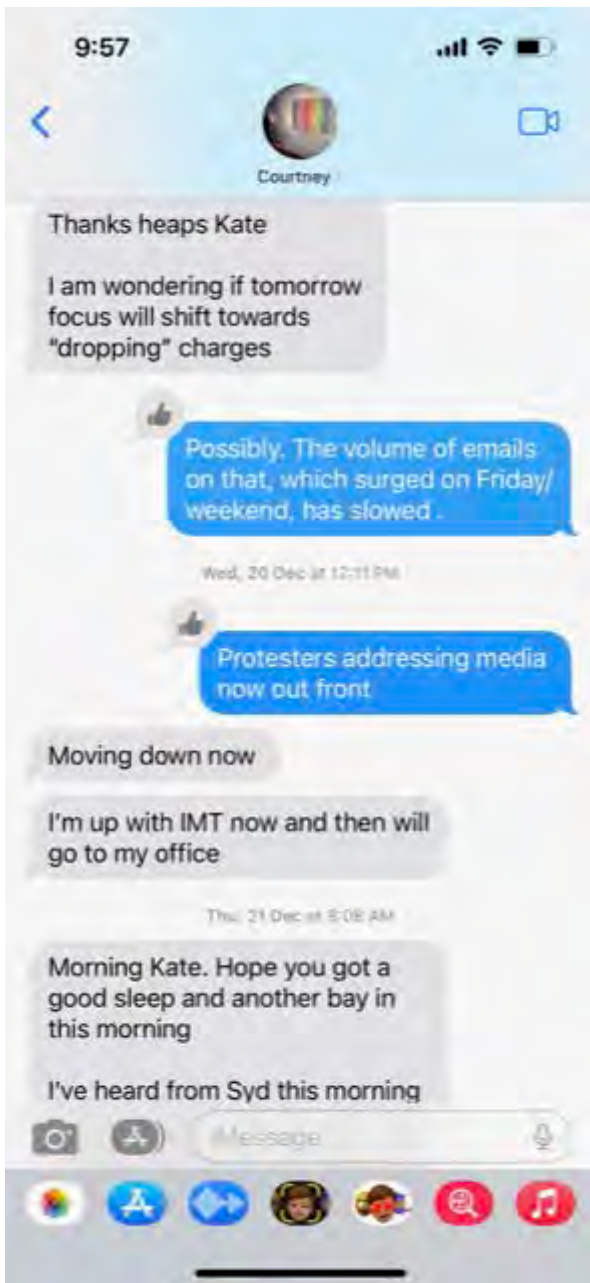 9:57
Courtney
Thanks heaps Kate
I am wondering if tomorrow
focus will shift towards
"dropping" charges
Possibly. The volume of emails
on that, which surged on Friday/
weekend, has slowed .
Wed, 20 Dec at 12:11 PM
Protesters addressing media
now out front
Moving down now
I'm up with IMT now and then will
go to my office
Thu, 21 Dec at 8:08 AM
Morning Kate. Hope you got a
good sleep and another bay in
this morning
I've heard from Syd this morning
iMessage